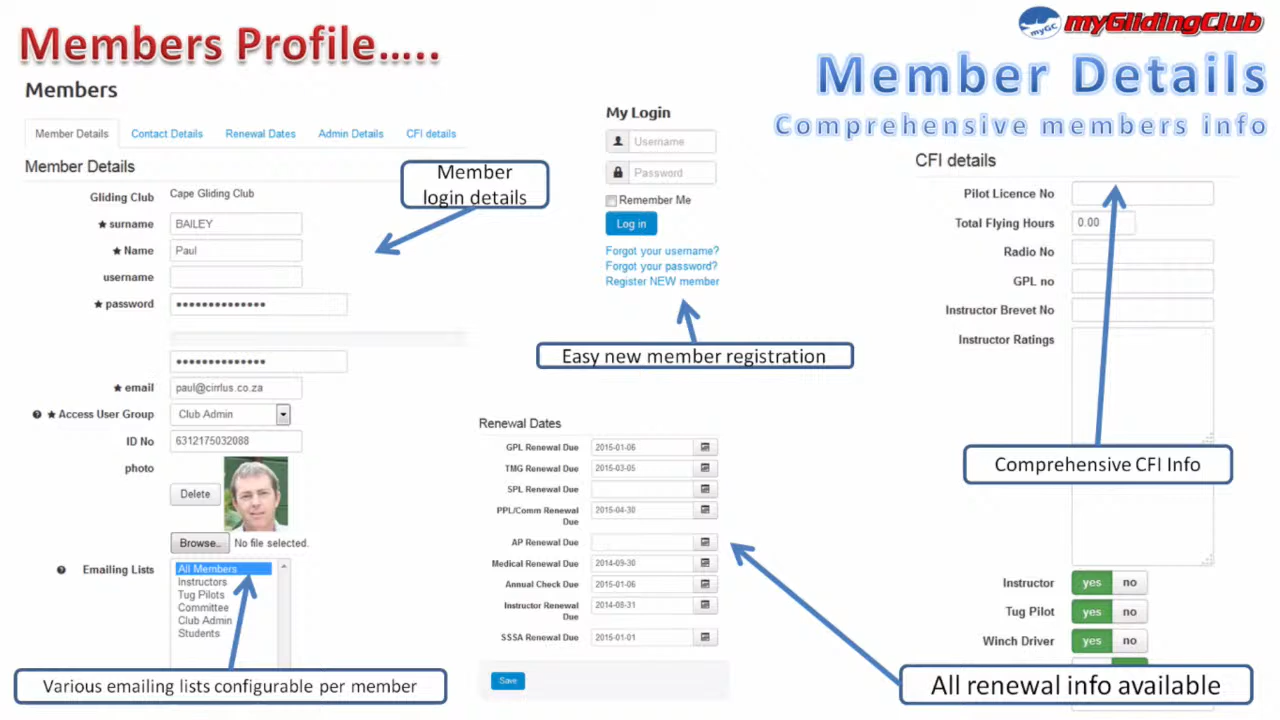 Members Profile.....
myGC
myGlidingClub
Member Details
Comprehensive members info
Members
Member Details
Contact Details
Renewal Dates
Admin Details
CFI details
Member Details
Gliding Club
Cape Gliding Club
★ surname
BAILEY
★ Name
Paul
username
★ password
••••••••••••••
••••••••••••••
★ email
paul@cirrlus.co.za
★ Access User Group
Club Admin
ID No
6312175032088
photo
Delete
Browse..
No file selected.
Emailing Lists
All Members
Instructors
Tug Pilots
Committee
Club Admin
Students
Various emailing lists configurable per member
Member
login details
My Login
Username
Password
Remember Me
Log in
Forgot your username?
Forgot your password?
Register NEW member
Easy new member registration
Renewal Dates
GPL Renewal Due
2015-01-06
TMG Renewal Due
2015-03-05
SPL Renewal Due
PPL/Comm Renewal
Due
2015-04-30
AP Renewal Due
Medical Renewal Due
2014-09-30
Annual Check Due
2015-01-06
Instructor Renewal
Due
2014-08-31
SSSA Renewal Due
2015-01-01
Save
CFI details
Pilot Licence No
Total Flying Hours
0.00
Radio No
GPL no
Instructor Brevet No
Instructor Ratings
Comprehensive CFI Info
Instructor
yes no
Tug Pilot
yes no
Winch Driver
yes no
All renewal info available